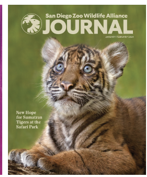 San Diego Zoo Wildlife Alliance
JOURNAL
New Hope
for Sumatran
Tigers at the
Safari Park